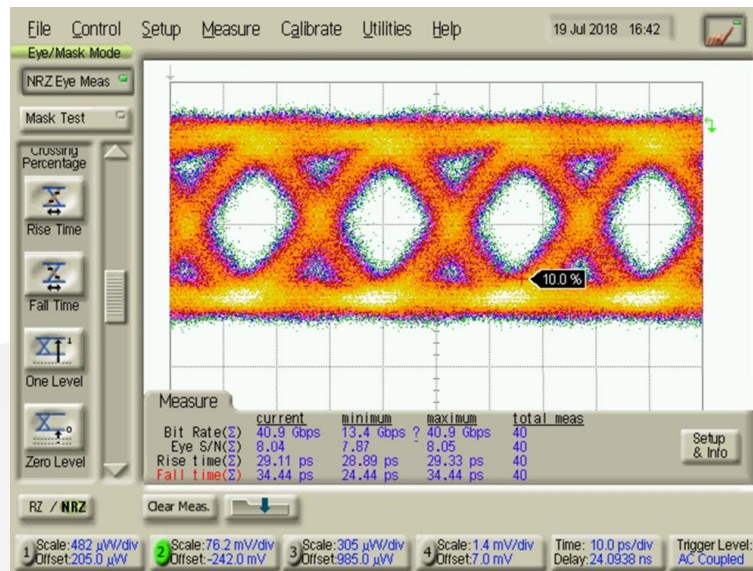 File Control Setup Measure Calibrate Utilities Help 19 Jul 2018 16:42
Eye/Mask Mode
NRZ Eye Meas
Mask Test
Crossing
Percentage
Rise Time
Fall Time
One Level
Zero Level
10.0 %
Measure
current minimum maximum total meas
Bit Rate(Σ) 40.9 Gbps 13.4 Gbps ? 40.9 Gbps 40
Eye S/N(Σ) 8.04 7.87 8.05 40
Rise time(Σ) 29.11 ps 28.89 ps 29.33 ps 40
Fall time(Σ) 34.44 ps 24.44 ps 34.44 ps 40
Setup
& Info
RZ / NRZ
Clear Meas.
1 Scale:482 μW/div
Offset:205.0 μW
2 Scale:76.2 mV/div
Offset:-242.0 mV
3 Scale:305 μW/div
Offset:985.0 μW
4 Scale:1.4 mV/div
Offset:7.0 mV
Time: 10.0 ps/div
Delay:24.0938 ns
Trigger Level:
AC Coupled